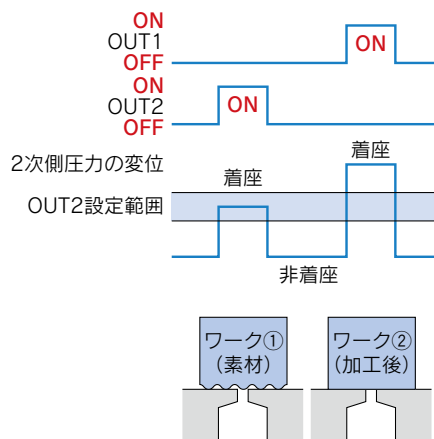 ON
OUT1
OFF
ON
ON
OUT2
OFF
ON
2次側圧力の変位
着座
着座
OUT2設定範囲
非着座
ワーク①
(素材)
ワーク②
(加工後)